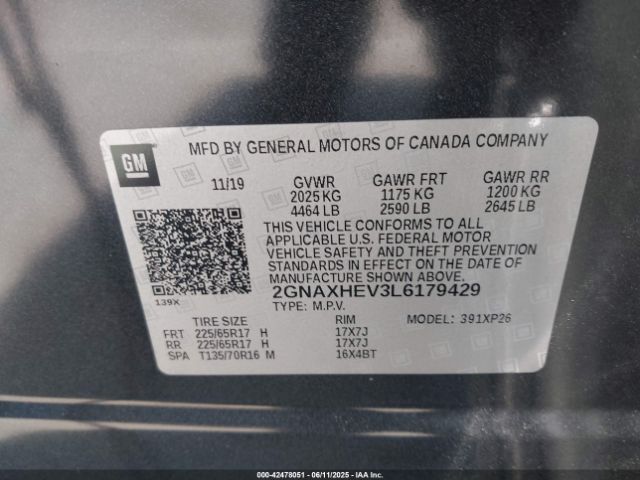 GM
MFD BY GENERAL MOTORS OF CANADA COMPANY
11/19 GVWR GAWR FRT GAWR RR
2025 KG 1175 KG 1200 KG
4464 LB 2590 LB 2645 LB
THIS VEHICLE CONFORMS TO ALL
APPLICABLE U.S. FEDERAL MOTOR
VEHICLE SAFETY AND THEFT PREVENTION
STANDARDS IN EFFECT ON THE DATE OF
MANUFACTURE SHOWN ABOVE.
139X
2GNAXHEV3L6179429
TYPE: M.P.V.
TIRE SIZE RIM MODEL: 391XP26
FRT 225/65R17 H 17X7J
RR 225/65R17 H 17X7J
SPA T135/70R16 M 16X4BT
000-42478051 - 06/11/2025 - IAA Inc.